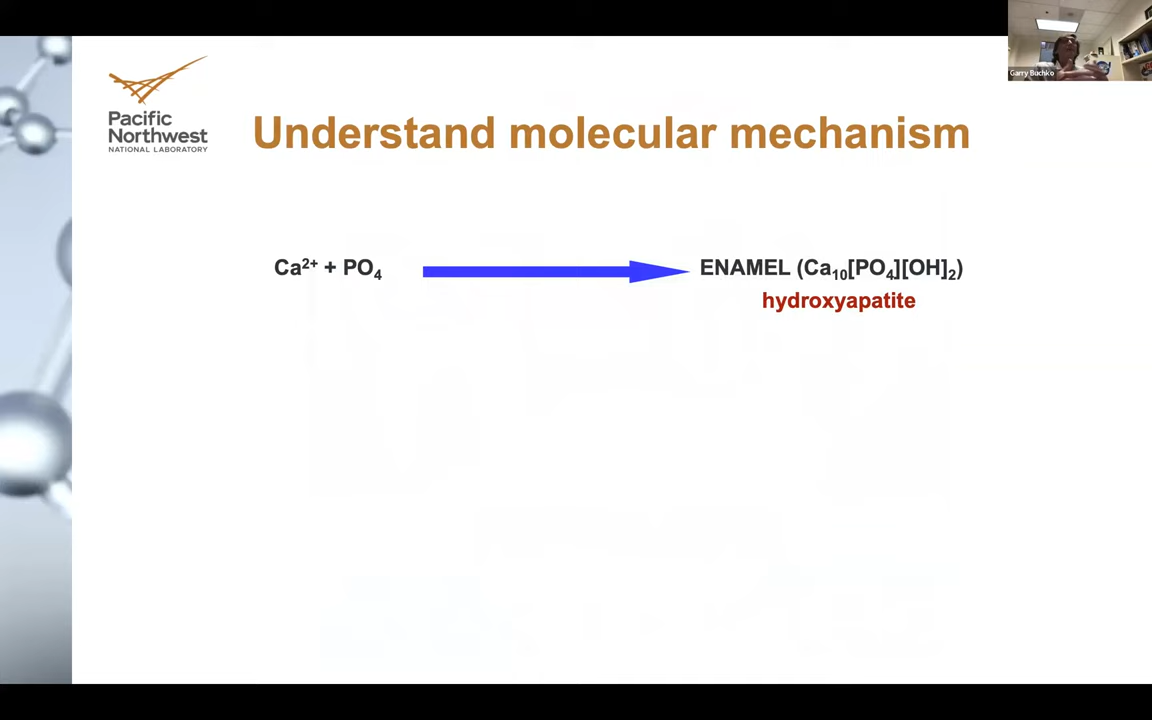 Garry Buchko
Pacific
Northwest
NATIONAL LABORATORY
Understand molecular mechanism
Ca²⁺ + PO₄
ENAMEL (Ca₁₀[PO₄][OH]₂)
hydroxyapatite